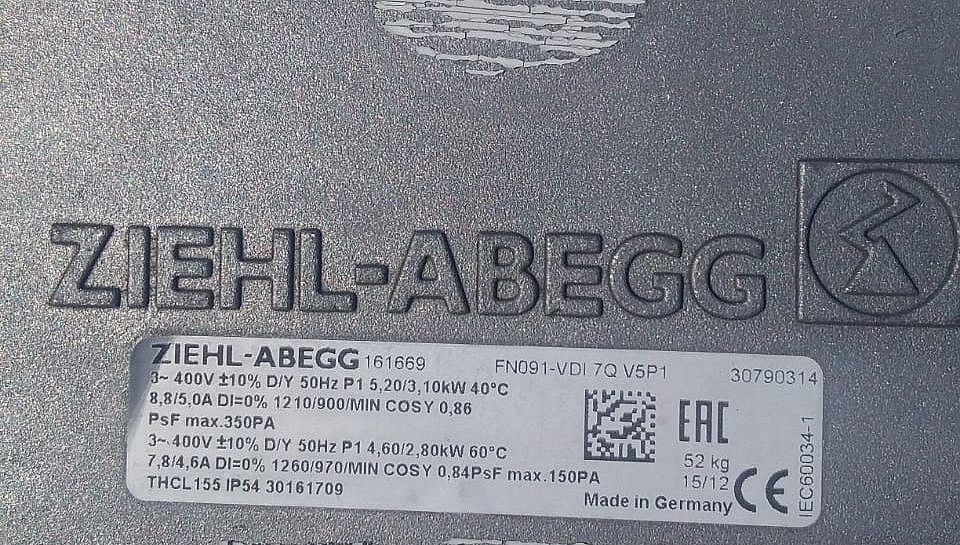 ZIEHL-ABEGG
ZIEHL-ABEGG 161669 FN091-VDI 7Q V5P1 30790314
3~ 400V ±10% D/Y 50Hz P1 5,20/3,10kW 40°C
8,8/5,0A DI=0% 1210/900/MIN COSY 0,86
PsF max.350PA
3~ 400V ±10% D/Y 50Hz P1 4,60/2,80kW 60°C
7,8/4,6A DI=0% 1260/970/MIN COSY 0,84PsF max.150PA
THCL155 IP54 30161709
EAC
52 kg
15/12
CE
Made in Germany
IEC60034-1